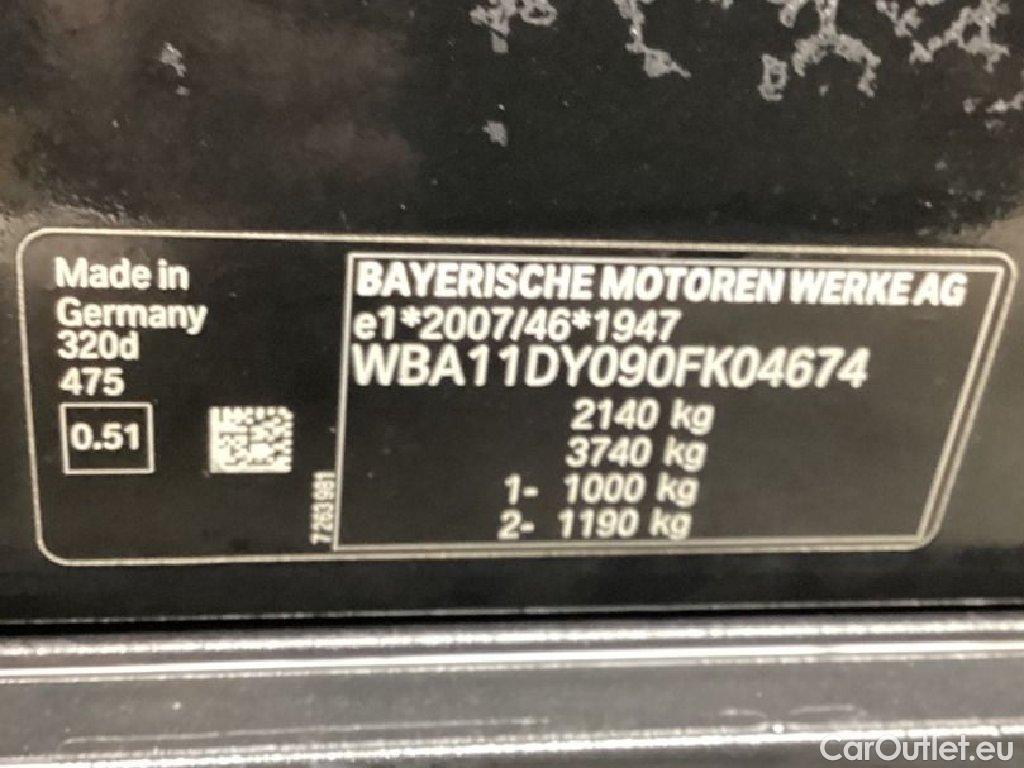 Made in
Germany
320d
475
0.51
7263981
BAYERISCHE MOTOREN WERKE AG
e1*2007/46*1947
WBA11DY090FK04674
2140 kg
3740 kg
1- 1000 kg
2- 1190 kg
CarOutlet.eu